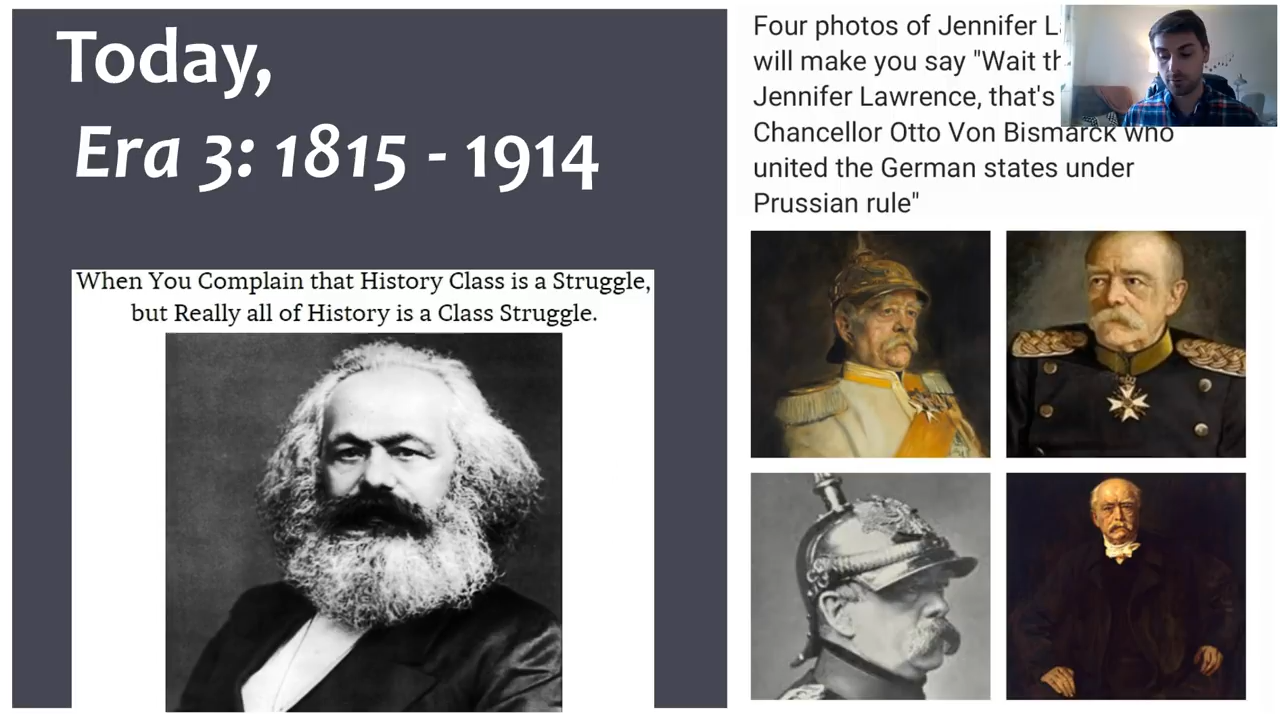 Today,
Era 3: 1815 - 1914
When You Complain that History Class is a Struggle,
but Really all of History is a Class Struggle.
Four photos of Jennifer
will make you say "Wait
Jennifer Lawrence, that's
Chancellor Otto Von Bismarck who
united the German states under
Prussian rule"